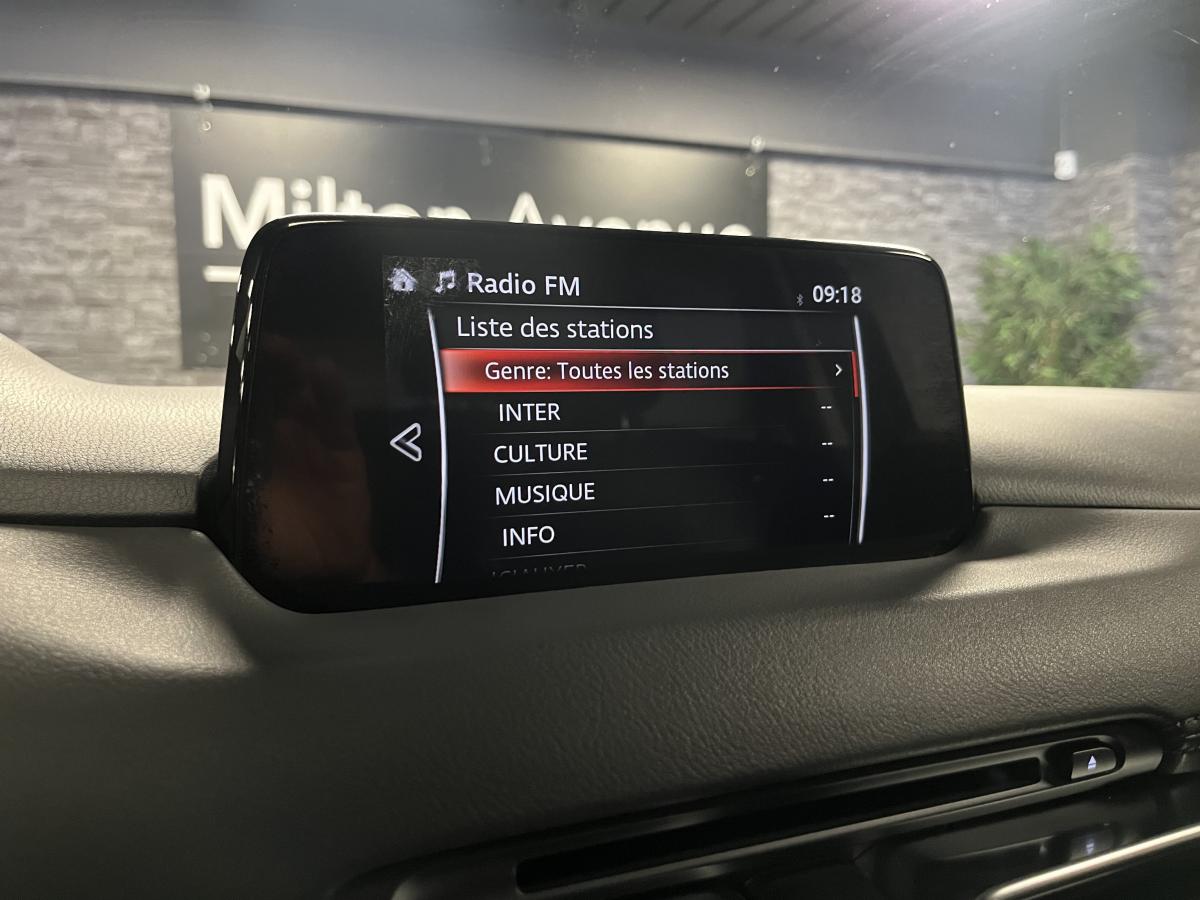 Milton Avenue
Radio FM
09:18
Liste des stations
Genre: Toutes les stations >
INTER --
CULTURE --
MUSIQUE --
INFO --